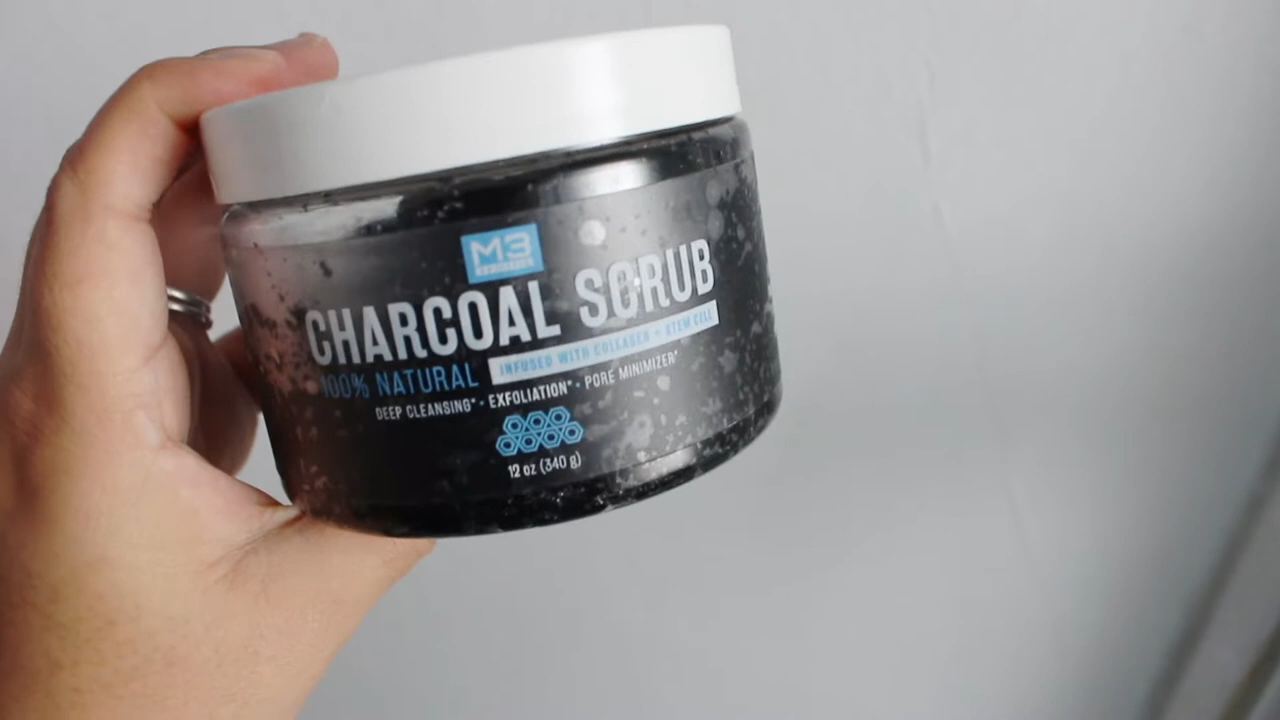 M3
CHARCOAL SCRUB
100% NATURAL
INFUSED WITH COLLAGEN + STEM CELL
DEEP CLEANSING* • EXFOLIATION* • PORE MINIMIZER*
12 oz (340 g)